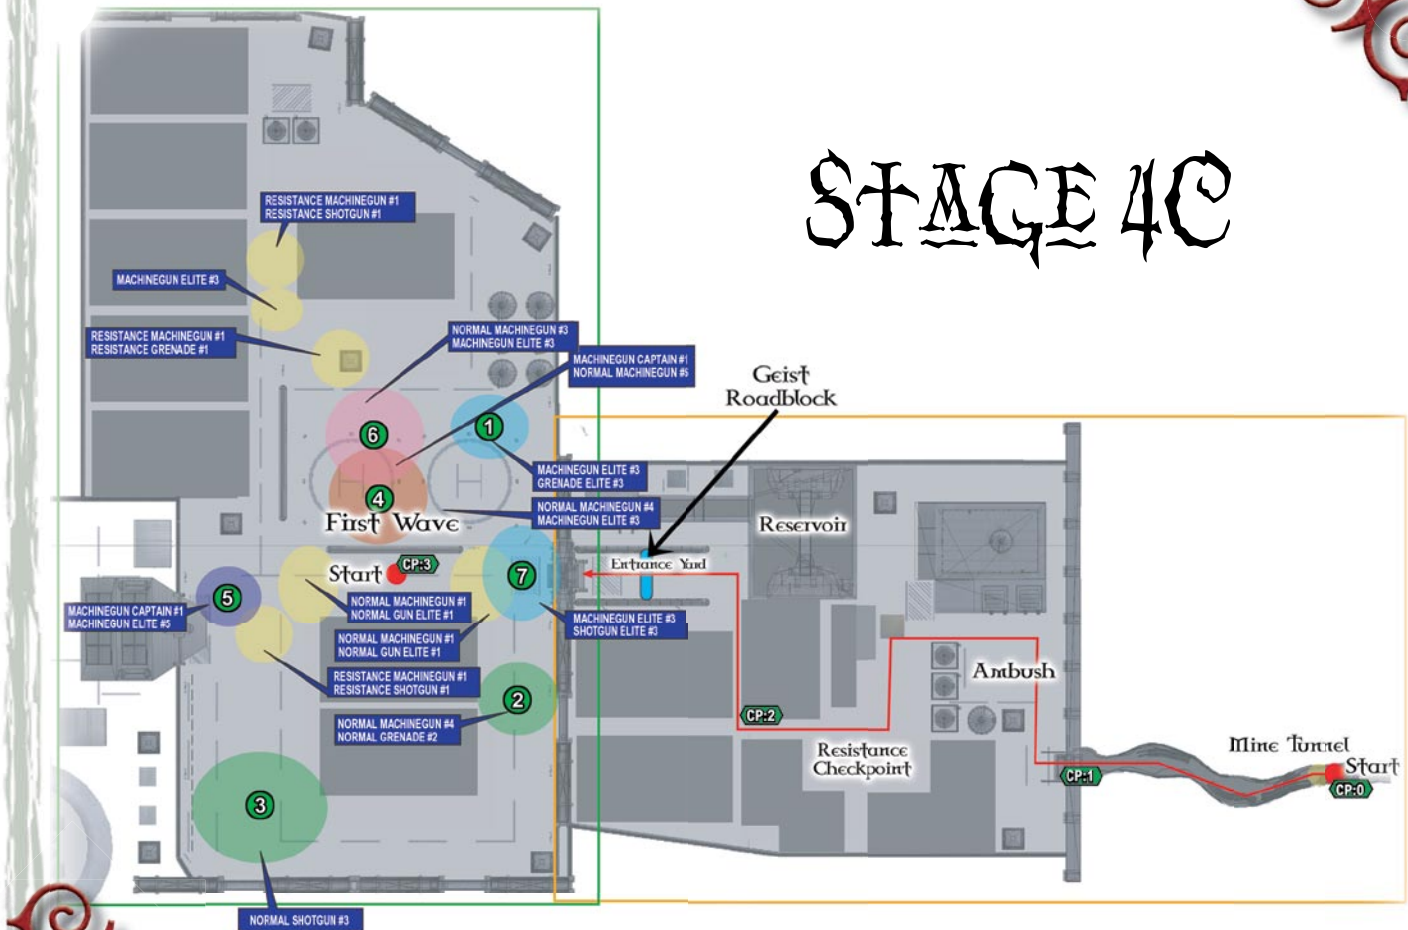 STAGE 4C
RESISTANCE MACHINEGUN #1
RESISTANCE SHOTGUN #1
MACHINEGUN ELITE #3
RESISTANCE MACHINEGUN #1
RESISTANCE GRENADE #1
NORMAL MACHINEGUN #3
MACHINEGUN ELITE #3
MACHINEGUN CAPTAIN #1
NORMAL MACHINEGUN #5
Geist
Roadblock
6
1
MACHINEGUN ELITE #3
GRENADE ELITE #3
H
H
4
First Wave
NORMAL MACHINEGUN #4
MACHINEGUN ELITE #3
Reservoir
Entrance Yard
Start
CP:3
7
5
MACHINEGUN CAPTAIN #1
MACHINEGUN ELITE #5
NORMAL MACHINEGUN #1
NORMAL GUN ELITE #1
MACHINEGUN ELITE #3
SHOTGUN ELITE #3
NORMAL MACHINEGUN #1
NORMAL GUN ELITE #1
RESISTANCE MACHINEGUN #1
RESISTANCE SHOTGUN #1
Ambush
2
NORMAL MACHINEGUN #4
NORMAL GRENADE #2
CP:2
Resistance
Checkpoint
Mine Tunnel
Start
CP:1
CP:0
3
NORMAL SHOTGUN #3